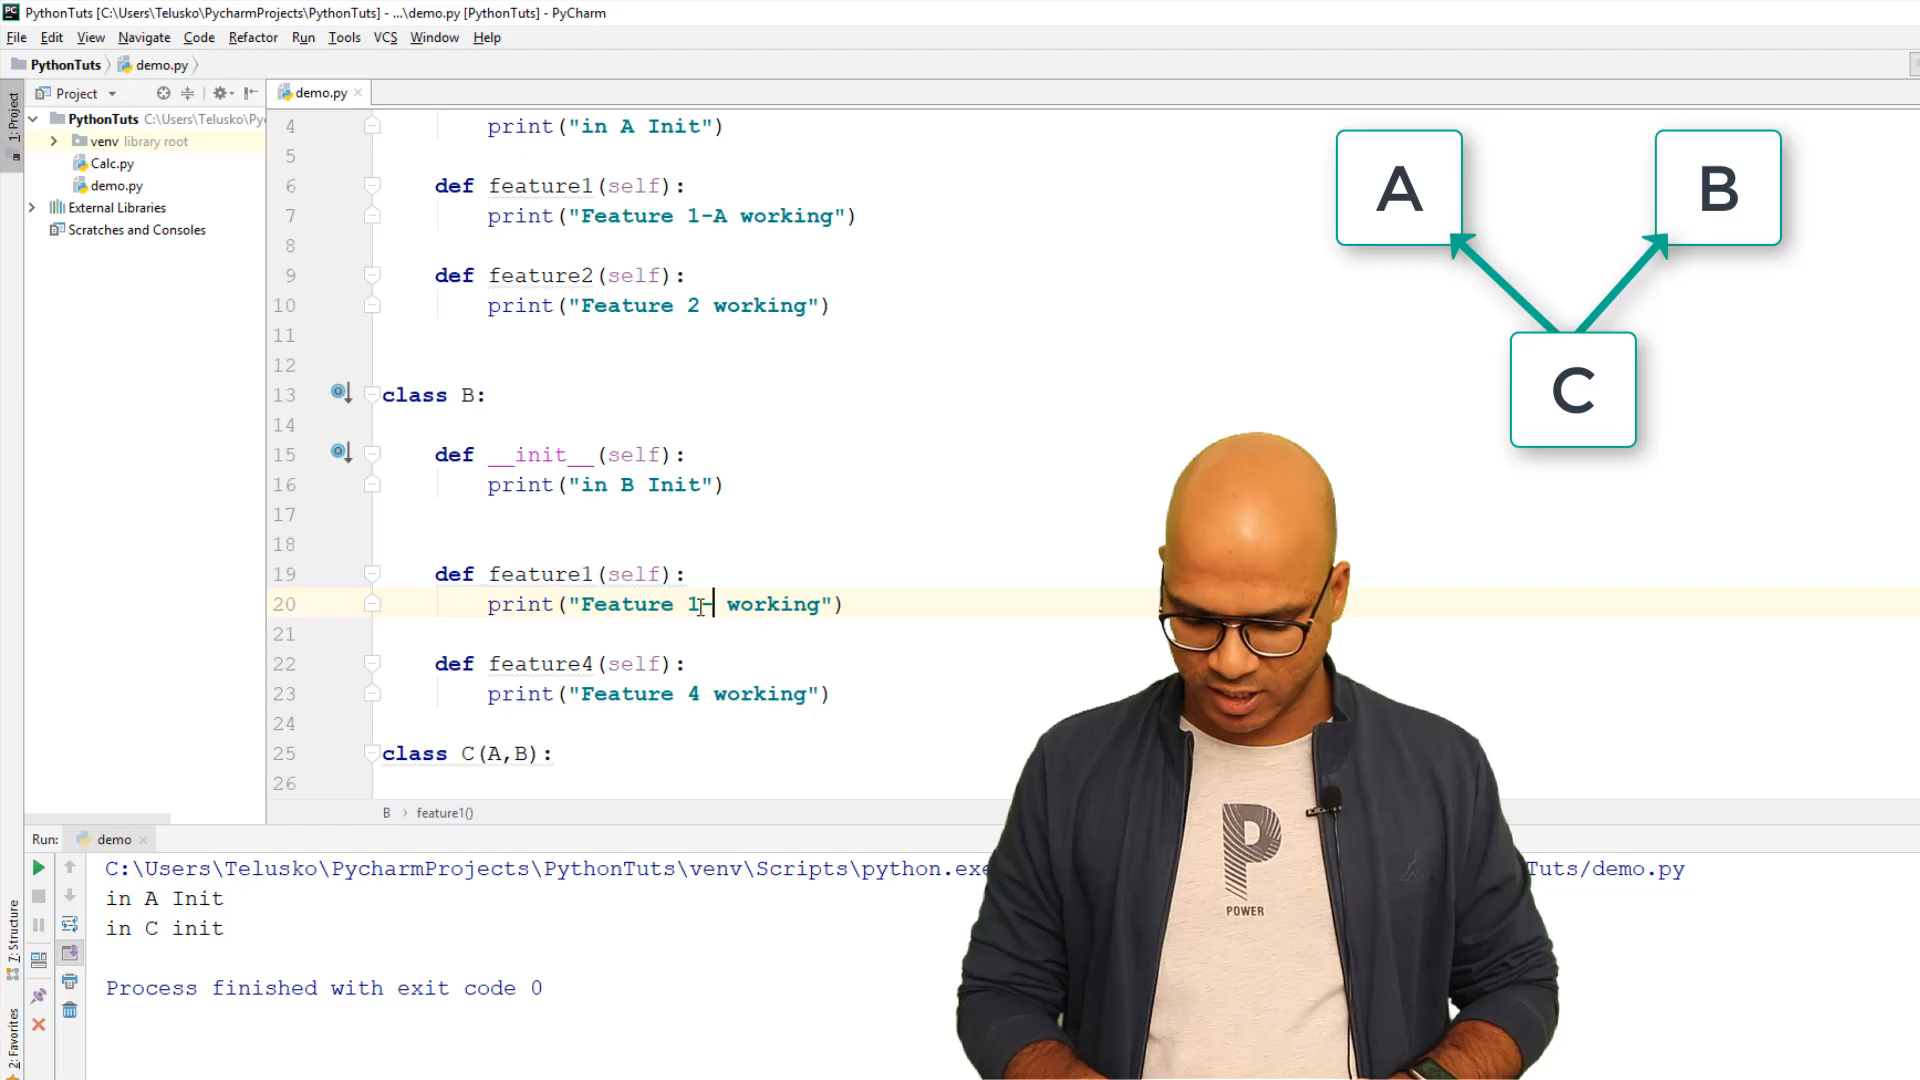 PC PythonTuts [C:\Users\Telusko\PycharmProjects\PythonTuts] - ...\demo.py [PythonTuts] - PyCharm
File Edit View Navigate Code Refactor Run Tools VCS Window Help
PythonTuts demo.py
1: Project
Project
demo.py
PythonTuts C:\Users\Telusko\Py
venv library root
Calc.py
demo.py
External Libraries
Scratches and Consoles
4 print("in A Init")
5
6 def feature1(self):
7 print("Feature 1-A working")
8
9 def feature2(self):
10 print("Feature 2 working")
11
12
13 class B:
14
15 def __init__(self):
16 print("in B Init")
17
18
19 def feature1(self):
20 print("Feature 1- working")
21
22 def feature4(self):
23 print("Feature 4 working")
24
25 class C(A,B):
26
B feature1()
A
B
C
P
POWER
Run: demo
C:\Users\Telusko\PycharmProjects\PythonTuts\venv\Scripts\python.exe Tuts/demo.py
in A Init
in C init
Process finished with exit code 0
7: Structure
2: Favorites